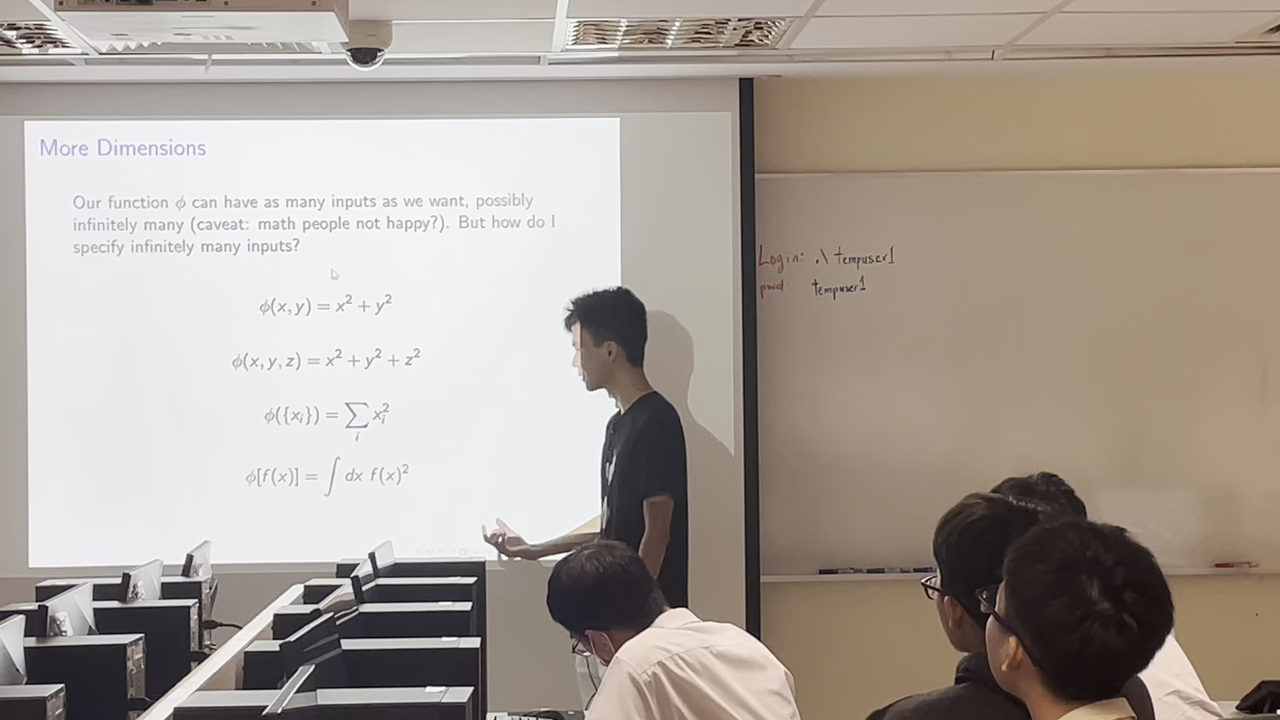 More Dimensions
Our function ϕ can have as many inputs as we want, possibly
infinitely many (caveat: math people not happy?). But how do I
specify infinitely many inputs?
ϕ(x, y) = x² + y²
ϕ(x, y, z) = x² + y² + z²
ϕ({xᵢ}) = ∑ᵢ xᵢ²
ϕ[f(x)] = ∫ dx f(x)²
Login: .\ tempuser1
pwd: tempuser1